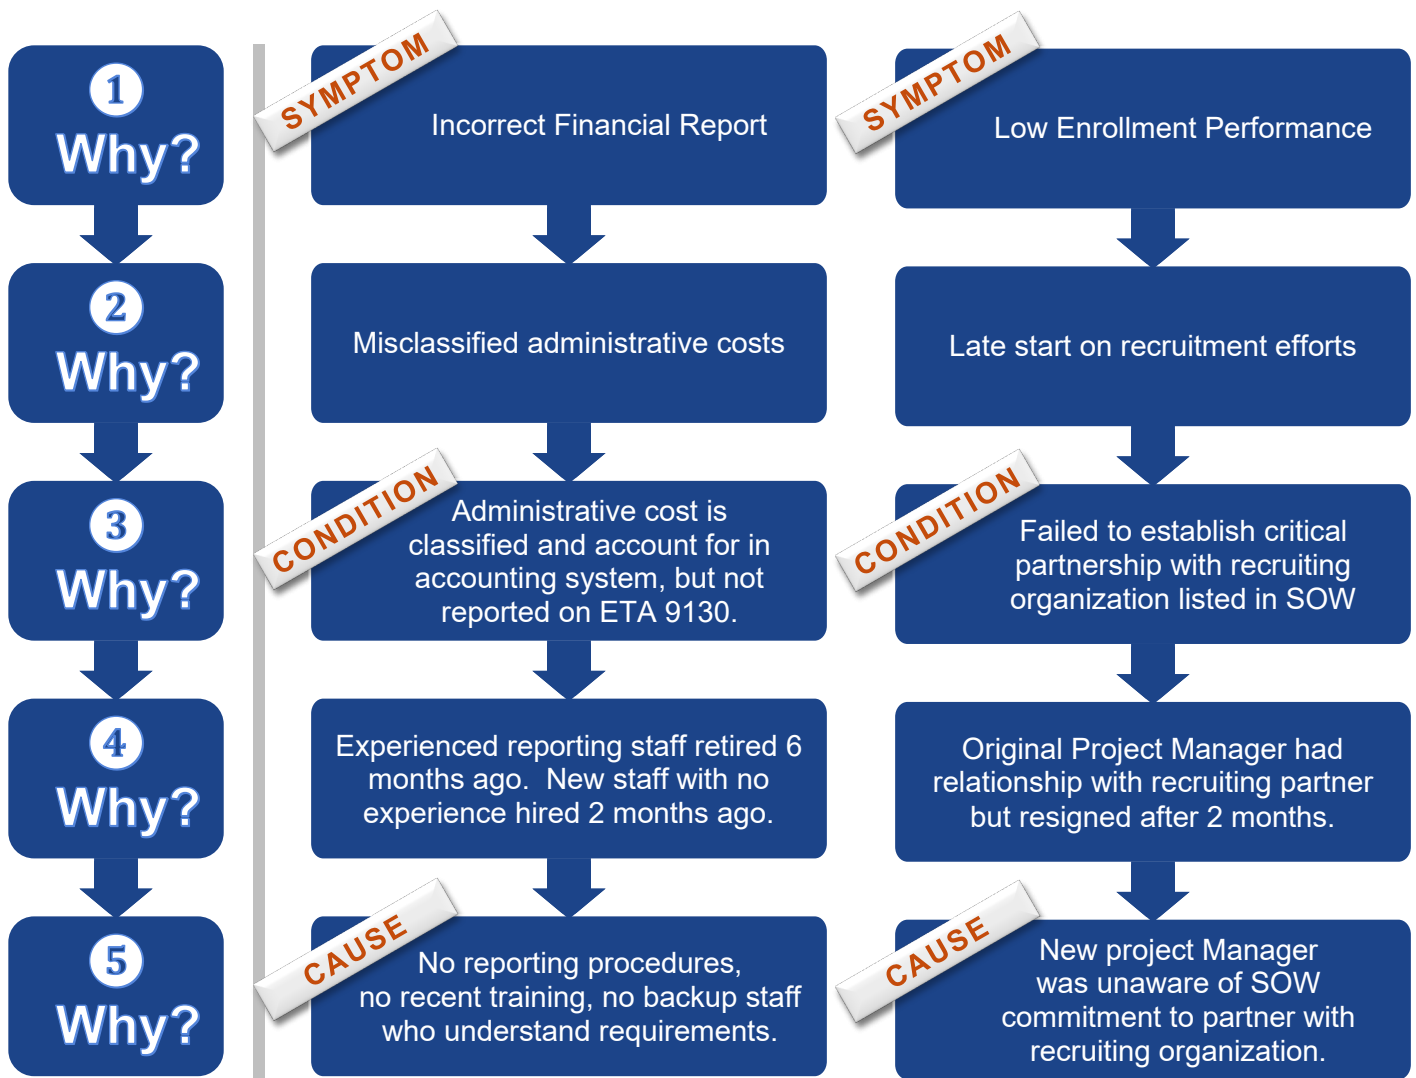 1
Why?
SYMPTOM
Incorrect Financial Report
SYMPTOM
Low Enrollment Performance
2
Why?
Misclassified administrative costs
Late start on recruitment efforts
3
Why?
CONDITION
Administrative cost is
classified and account for in
accounting system, but not
reported on ETA 9130.
CONDITION
Failed to establish critical
partnership with recruiting
organization listed in SOW
4
Why?
Experienced reporting staff retired 6
months ago.  New staff with no
experience hired 2 months ago.
Original Project Manager had
relationship with recruiting partner
but resigned after 2 months.
5
Why?
CAUSE
No reporting procedures,
no recent training, no backup staff
who understand requirements.
CAUSE
New project Manager
was unaware of SOW
commitment to partner with
recruiting organization.